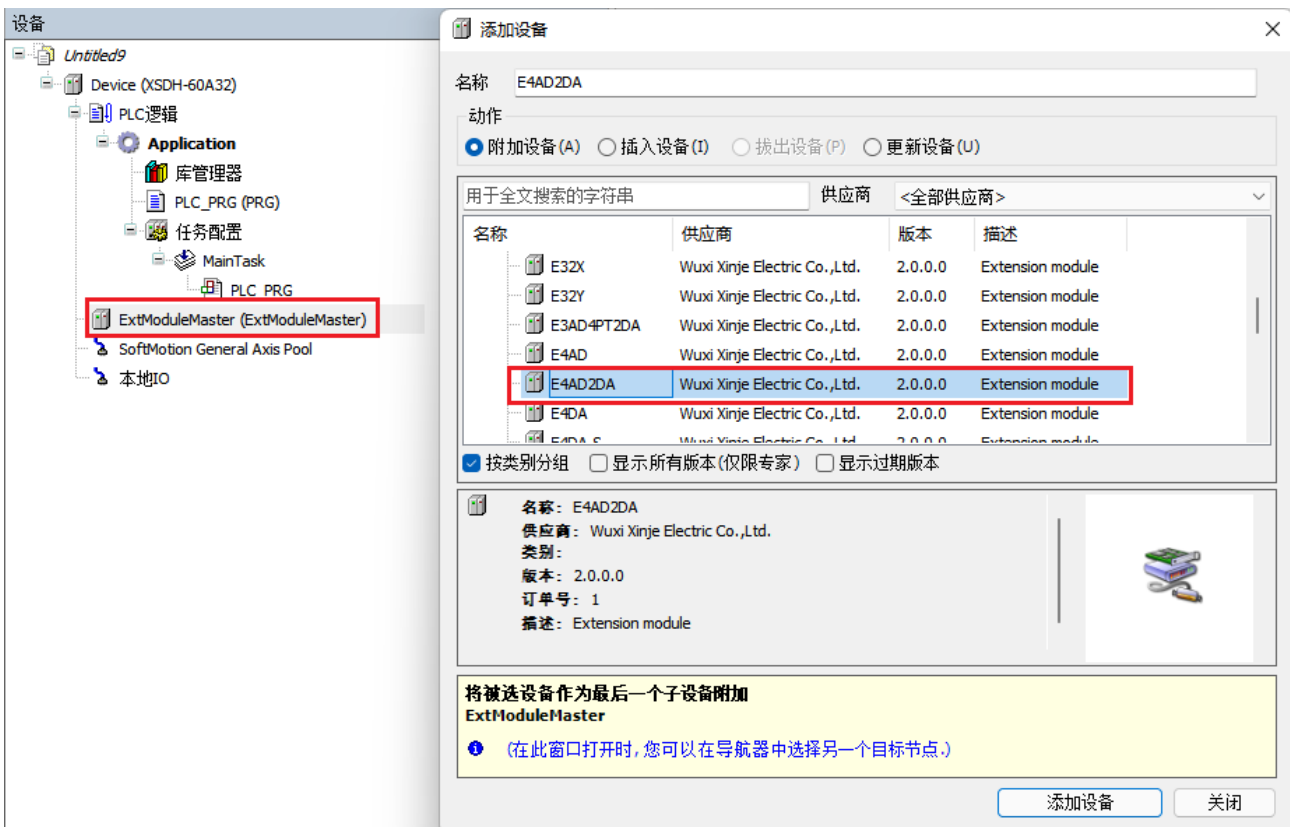 设备
Untitled9
Device (XSDH-60A32)
PLC逻辑
Application
库管理器
PLC_PRG (PRG)
任务配置
MainTask
PLC_PRG
ExtModuleMaster (ExtModuleMaster)
SoftMotion General Axis Pool
本地IO
添加设备
名称 E4AD2DA
动作
附加设备(A) 插入设备(I) 拔出设备(P) 更新设备(U)
用于全文搜索的字符串 供应商 <全部供应商>
名称 供应商 版本 描述
E32X Wuxi Xinje Electric Co.,Ltd. 2.0.0.0 Extension module
E32Y Wuxi Xinje Electric Co.,Ltd. 2.0.0.0 Extension module
E3AD4PT2DA Wuxi Xinje Electric Co.,Ltd. 2.0.0.0 Extension module
E4AD Wuxi Xinje Electric Co.,Ltd. 2.0.0.0 Extension module
E4AD2DA Wuxi Xinje Electric Co.,Ltd. 2.0.0.0 Extension module
E4DA Wuxi Xinje Electric Co.,Ltd. 2.0.0.0 Extension module
E4DA-S Wuxi Xinje Electric Co.,Ltd. 2.0.0.0 Extension module
按类别分组 显示所有版本(仅限专家) 显示过期版本
名称: E4AD2DA
供应商: Wuxi Xinje Electric Co.,Ltd.
类别:
版本: 2.0.0.0
订单号: 1
描述: Extension module
将被选设备作为最后一个子设备附加
ExtModuleMaster
(在此窗口打开时,您可以在导航器中选择另一个目标节点.)
添加设备 关闭